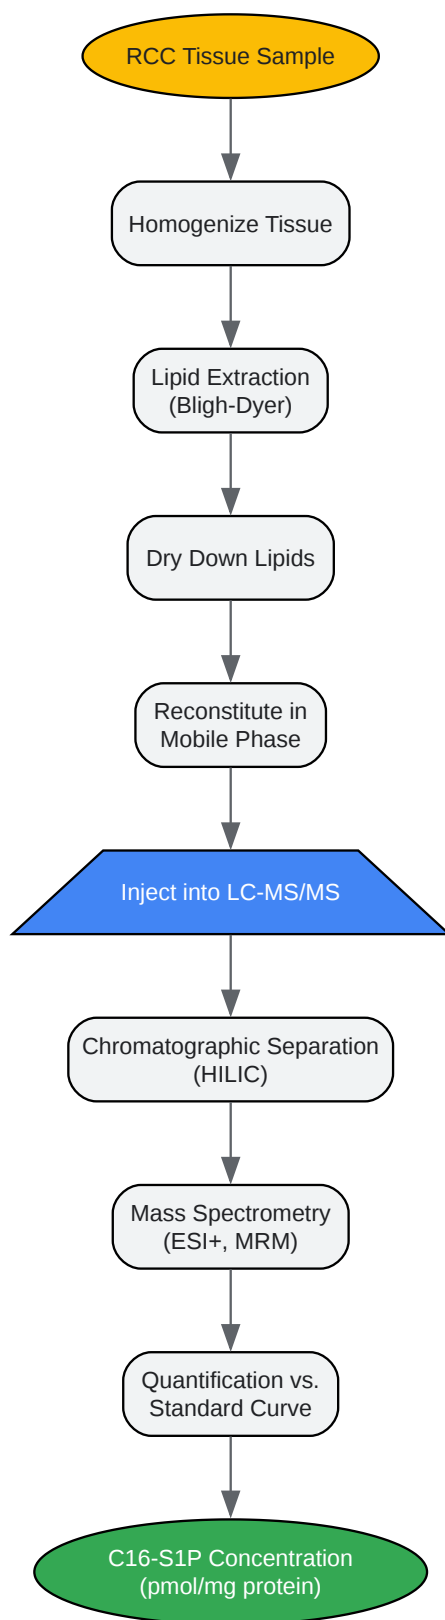 RCC Tissue Sample
Homogenize Tissue
Lipid Extraction
(Bligh-Dyer)
Dry Down Lipids
Reconstitute in
Mobile Phase
Inject into LC-MS/MS
Chromatographic Separation
(HILIC)
Mass Spectrometry
(ESI+, MRM)
Quantification vs.
Standard Curve
C16-S1P Concentration
(pmol/mg protein)